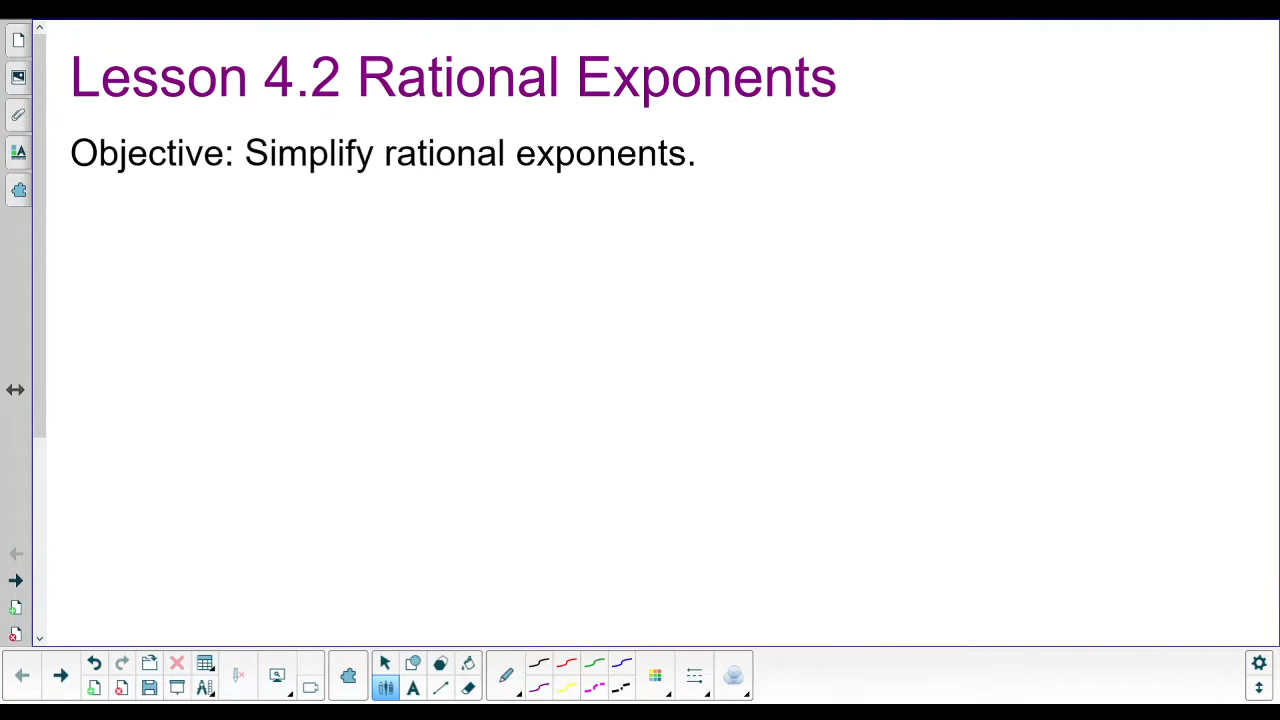 Lesson 4.2 Rational Exponents
Objective: Simplify rational exponents.